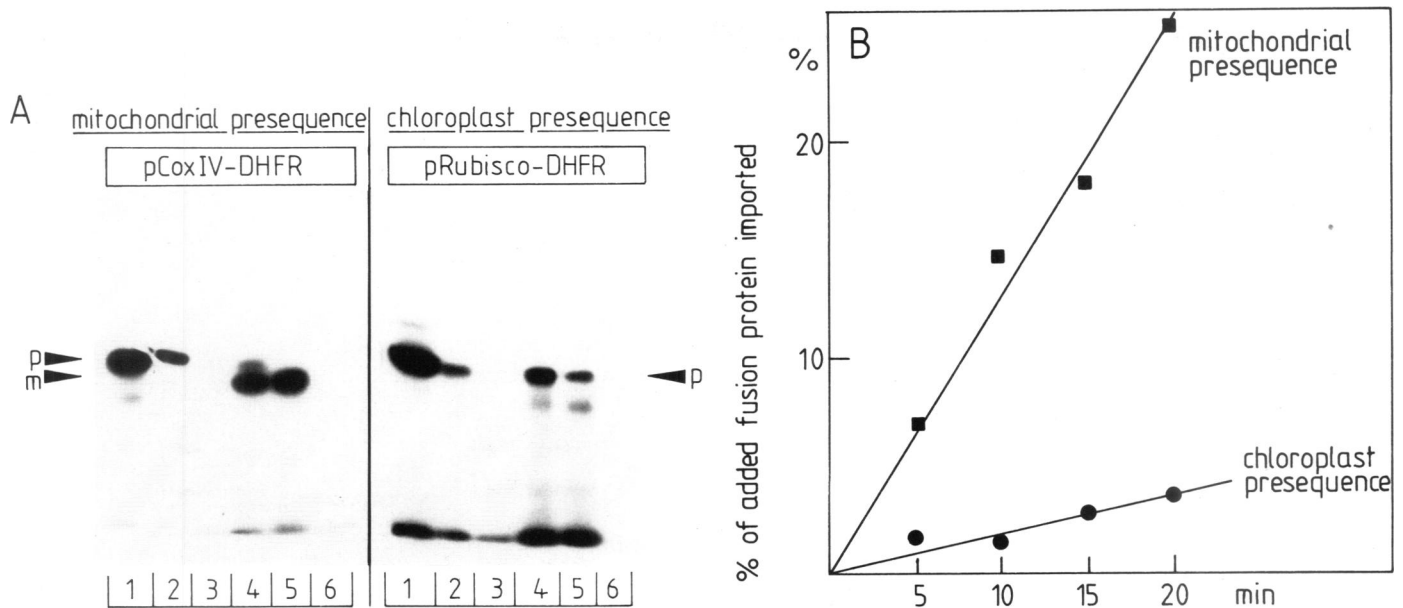 A
mitochondrial presequence
chloroplast presequence
pCoxIV-DHFR
pRubisco-DHFR
p
m
p
1 2 3 4 5 6
1 2 3 4 5 6
B
%
20
10
% of added fusion protein imported
mitochondrial
presequence
chloroplast
presequence
5 10 15 20 min